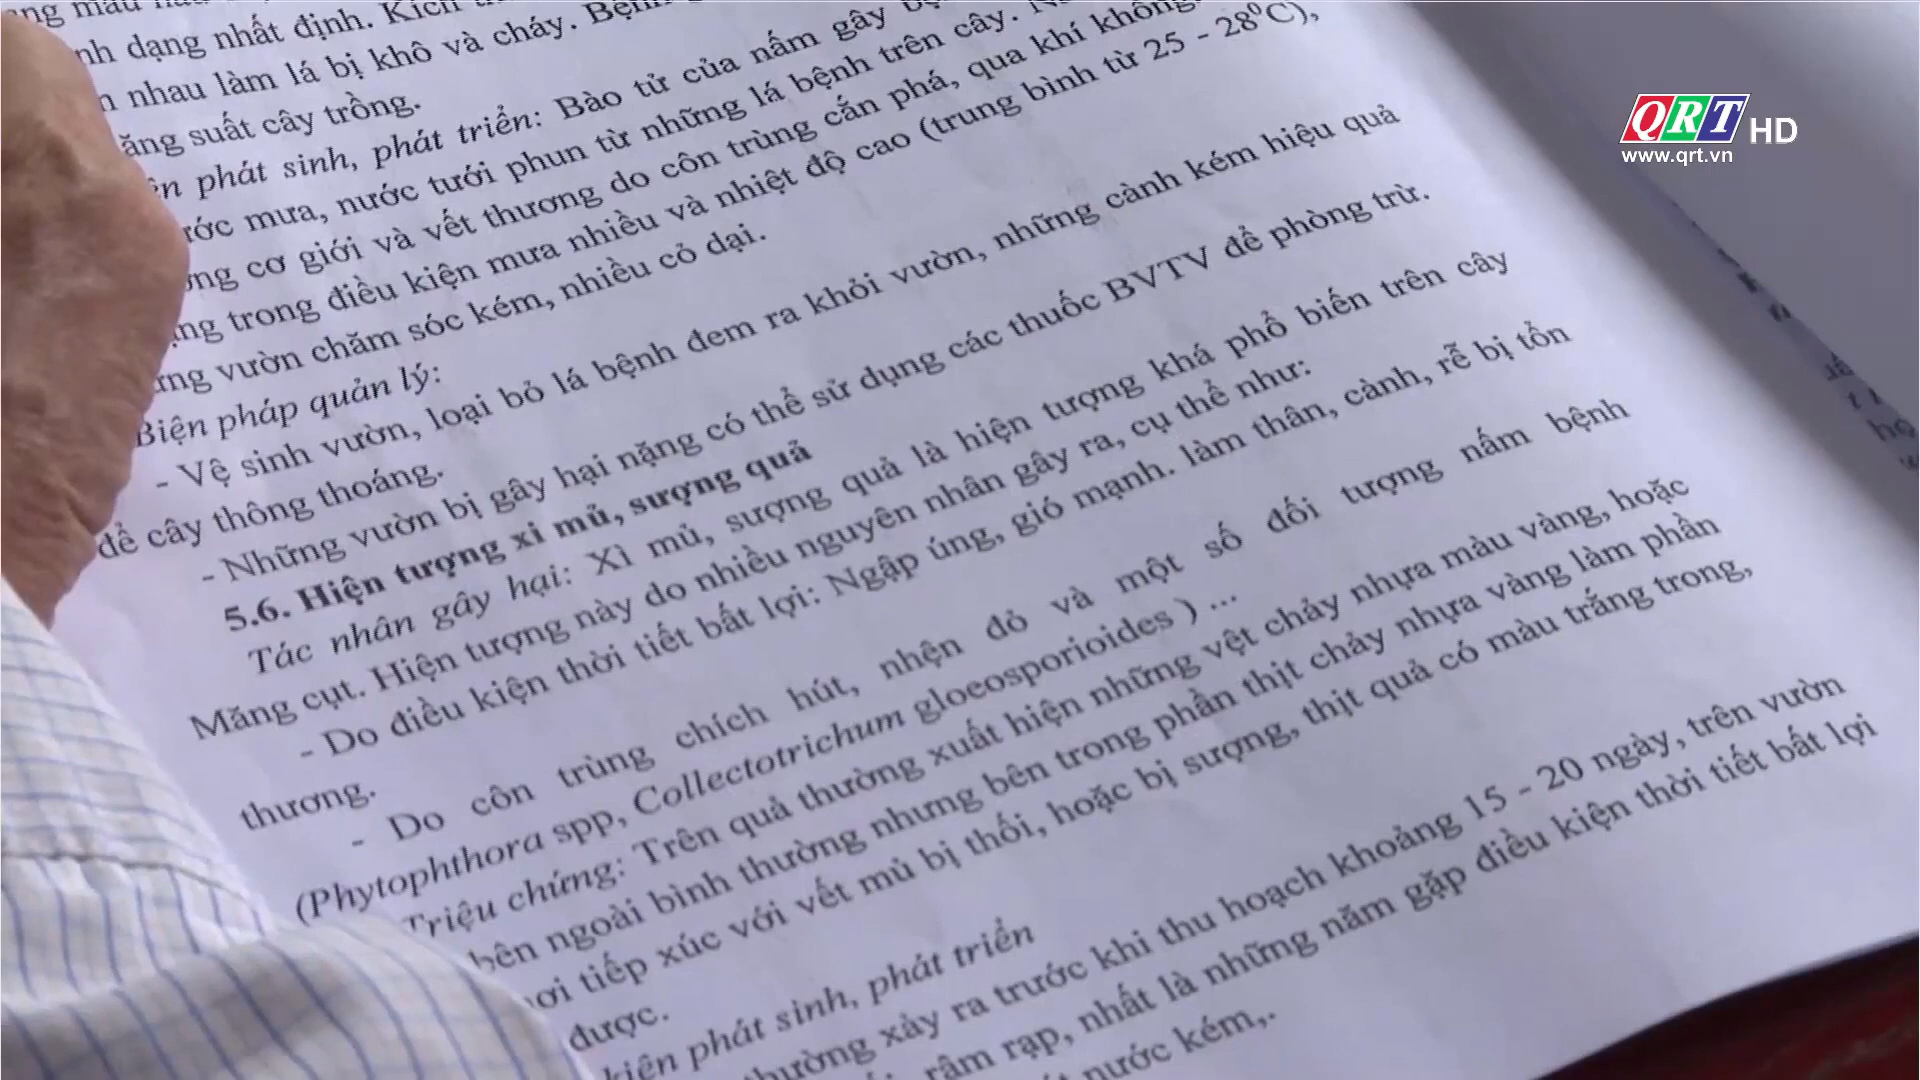 nh dạng nhất định.
nhau làm lá bị khô và cháy.
suất cây trồng.
phát sinh, phát triển: Bào tử của nấm gây
mưa, nước tưới phun từ những lá bệnh trên cây.
cơ giới và vết thương do côn trùng cắn phá, qua khí khổng.
trong điều kiện mưa nhiều và nhiệt độ cao (trung bình từ 25 - 28⁰C),
vườn chăm sóc kém, nhiều cỏ dại.
Biện pháp quản lý:
- Vệ sinh vườn, loại bỏ lá bệnh đem ra khỏi vườn, những cành kém hiệu quả
để cây thông thoáng.
- Những vườn bị gây hại nặng có thể sử dụng các thuốc BVTV để phòng trừ.
5.6. Hiện tượng xì mủ, sượng quả
Tác nhân gây hại: Xì mủ, sượng quả là hiện tượng khá phổ biến trên cây
Măng cụt. Hiện tượng này do nhiều nguyên nhân gây ra, cụ thể như:
- Do điều kiện thời tiết bất lợi: Ngập úng, gió mạnh. làm thân, cành, rễ bị tổn
thương.
- Do côn trùng chích hút, nhện đỏ và một số đối tượng nấm bệnh
(Phytophthora spp, Collectotrichum gloeosporioides ) ...
Triệu chứng: Trên quả thường xuất hiện những vệt chảy nhựa màu vàng, hoặc
bên ngoài bình thường nhưng bên trong phần thịt chảy nhựa vàng làm phần
tiếp xúc với vết mủ bị thối, hoặc bị sượng, thịt quả có màu trắng trong,
được.
kiện phát sinh, phát triển
thường xảy ra trước khi thu hoạch khoảng 15 - 20 ngày, trên vườn
râm rạp, nhất là những năm gặp điều kiện thời tiết bất lợi
nước kém,.
QRT HD
www.qrt.vn